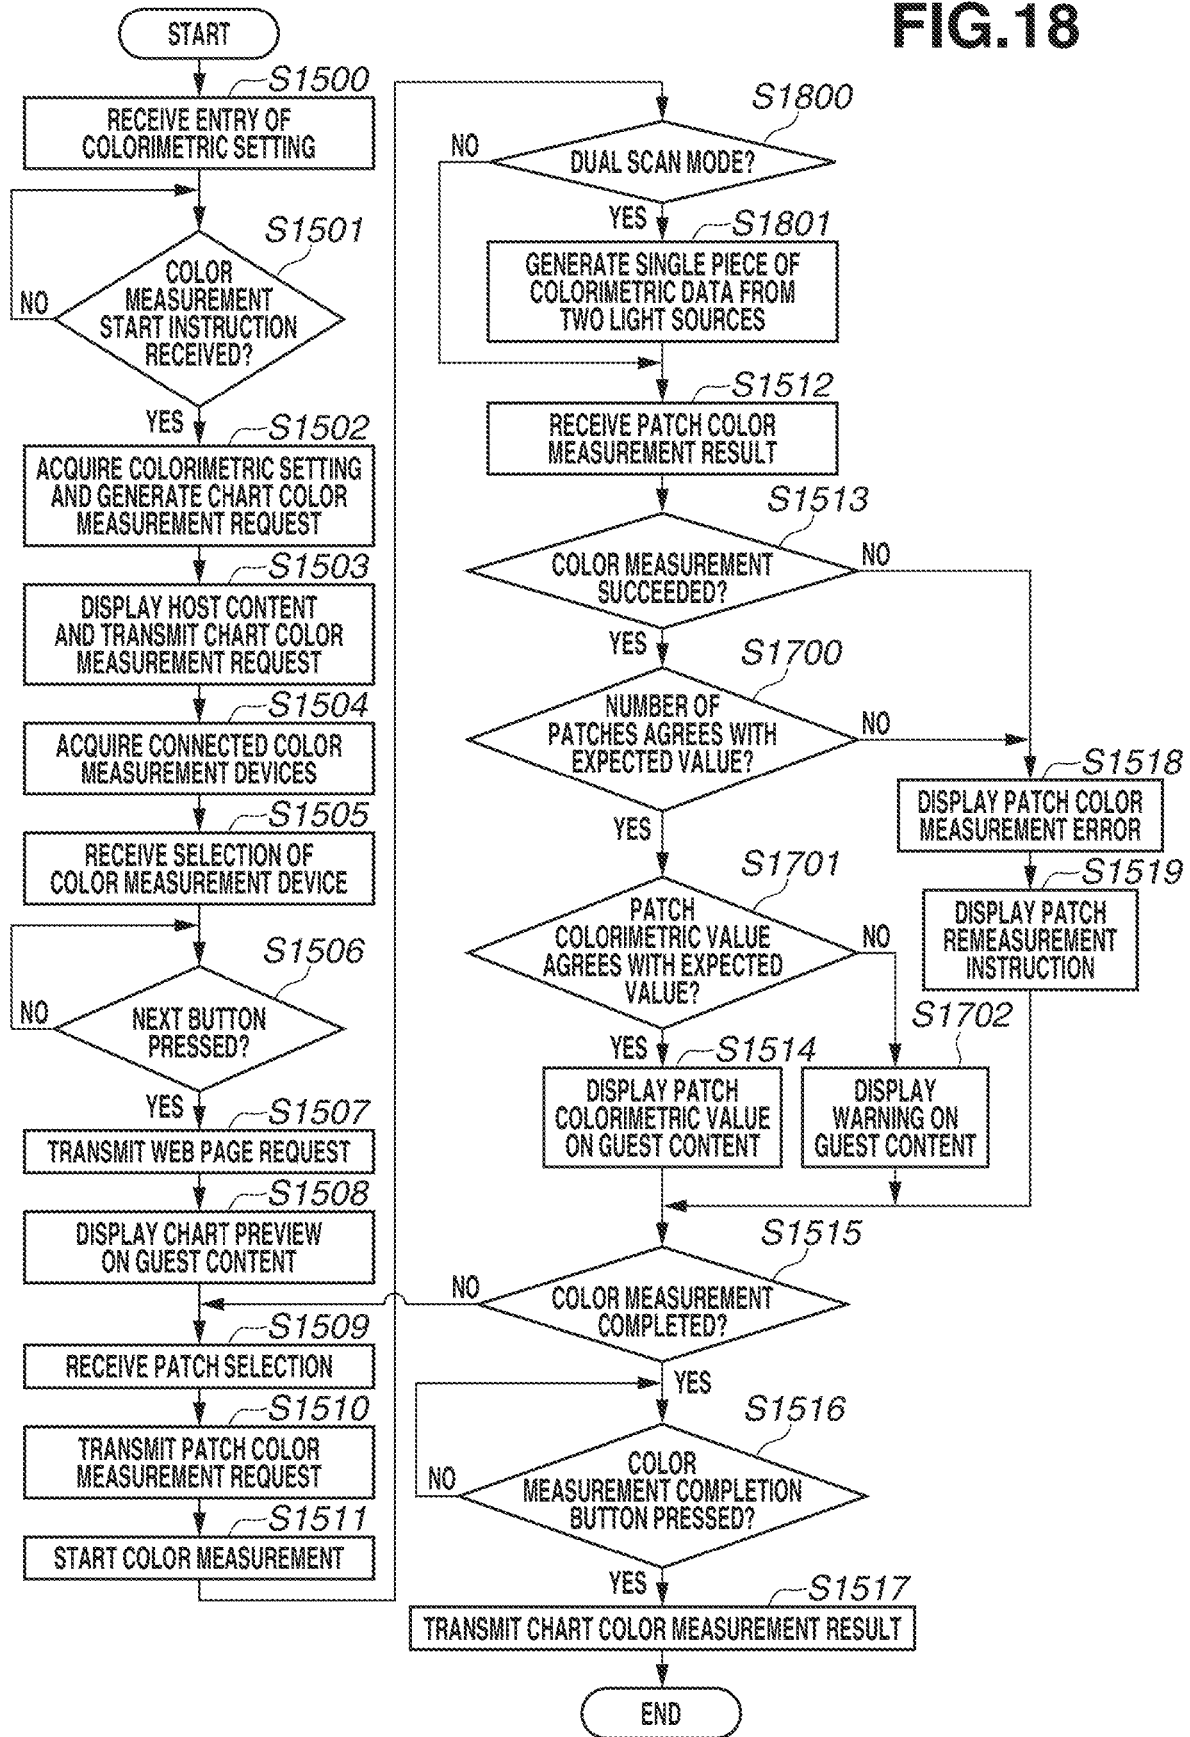 FIG.18
START
S1500
RECEIVE ENTRY OF
COLORIMETRIC SETTING
S1501
COLOR
MEASUREMENT
START INSTRUCTION
RECEIVED?
NO
YES
S1502
ACQUIRE COLORIMETRIC SETTING
AND GENERATE CHART COLOR
MEASUREMENT REQUEST
S1503
DISPLAY HOST CONTENT
AND TRANSMIT CHART COLOR
MEASUREMENT REQUEST
S1504
ACQUIRE CONNECTED COLOR
MEASUREMENT DEVICES
S1505
RECEIVE SELECTION OF
COLOR MEASUREMENT DEVICE
S1506
NEXT BUTTON
PRESSED?
NO
YES
S1507
TRANSMIT WEB PAGE REQUEST
S1508
DISPLAY CHART PREVIEW
ON GUEST CONTENT
S1509
RECEIVE PATCH SELECTION
S1510
TRANSMIT PATCH COLOR
MEASUREMENT REQUEST
S1511
START COLOR MEASUREMENT
S1800
DUAL SCAN MODE?
NO
YES
S1801
GENERATE SINGLE PIECE OF
COLORIMETRIC DATA FROM
TWO LIGHT SOURCES
S1512
RECEIVE PATCH COLOR
MEASUREMENT RESULT
S1513
COLOR MEASUREMENT
SUCCEEDED?
NO
YES
S1700
NUMBER OF
PATCHES AGREES WITH
EXPECTED VALUE?
NO
YES
S1518
DISPLAY PATCH COLOR
MEASUREMENT ERROR
S1519
DISPLAY PATCH
REMEASUREMENT
INSTRUCTION
S1701
PATCH
COLORIMETRIC VALUE
AGREES WITH EXPECTED
VALUE?
NO
YES
S1702
DISPLAY
WARNING ON
GUEST CONTENT
S1514
DISPLAY PATCH
COLORIMETRIC VALUE
ON GUEST CONTENT
S1515
COLOR MEASUREMENT
COMPLETED?
NO
YES
S1516
COLOR
MEASUREMENT COMPLETION
BUTTON PRESSED?
NO
YES
S1517
TRANSMIT CHART COLOR MEASUREMENT RESULT
END